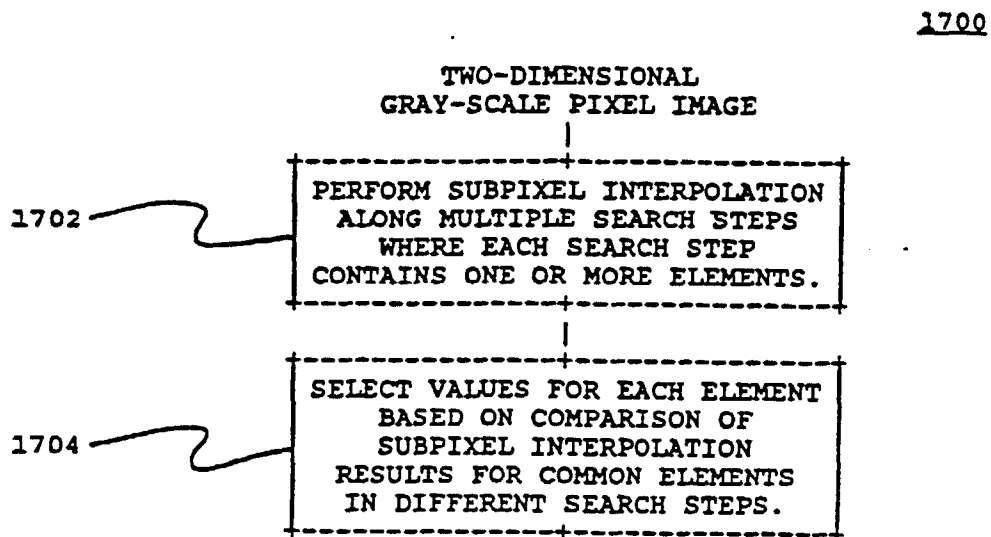 1700
TWO-DIMENSIONAL
GRAY-SCALE PIXEL IMAGE
PERFORM SUBPIXEL INTERPOLATION
ALONG MULTIPLE SEARCH STEPS
WHERE EACH SEARCH STEP
CONTAINS ONE OR MORE ELEMENTS.
1702
SELECT VALUES FOR EACH ELEMENT
BASED ON COMPARISON OF
SUBPIXEL INTERPOLATION
RESULTS FOR COMMON ELEMENTS
IN DIFFERENT SEARCH STEPS.
1704